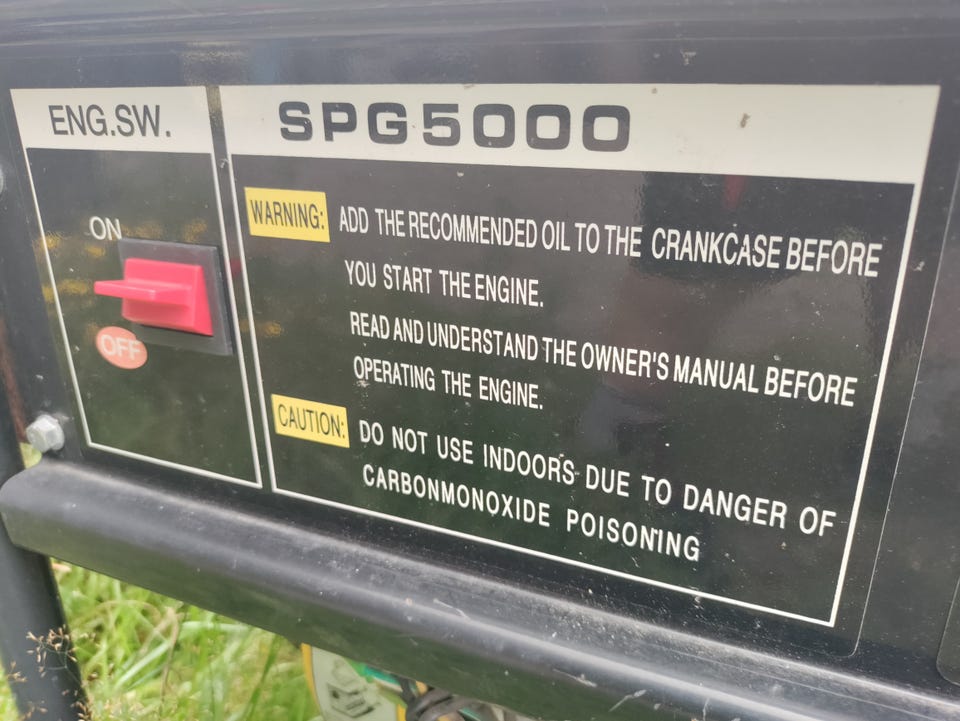 ENG.SW.
ON
OFF
SPG5000
WARNING: ADD THE RECOMMENDED OIL TO THE CRANKCASE BEFORE
YOU START THE ENGINE.
READ AND UNDERSTAND THE OWNER'S MANUAL BEFORE
OPERATING THE ENGINE.
CAUTION: DO NOT USE INDOORS DUE TO DANGER OF
CARBONMONOXIDE POISONING